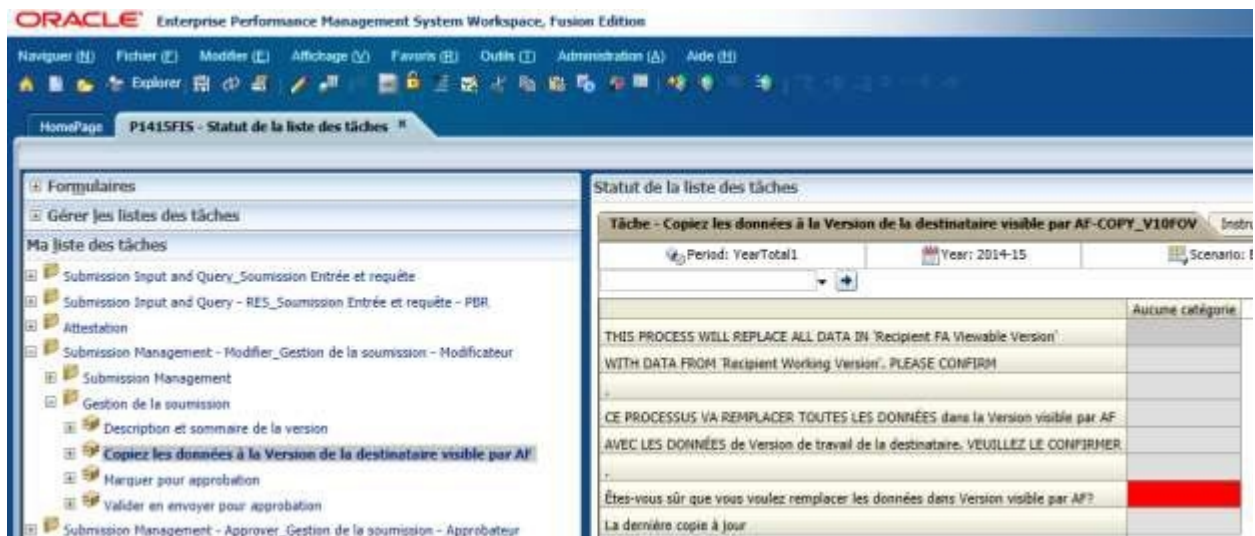 ORACLE Enterprise Performance Management System Workspace, Fusion Edition
Naviguer (N) Fichier (F) Modifier (E) Affichage (V) Favoris (R) Outils (T) Administration (A) Aide (H)
Explorer
HomePage P1415FIS - Statut de la liste des tâches
Formulaires
Gérer les listes des tâches
Ma liste des tâches
Submission Input and Query_Soumission Entrée et requête
Submission Input and Query - RES_Soumission Entrée et requête - PBR
Attestation
Submission Management - Modifier_Gestion de la soumission - Modificateur
Submission Management
Gestion de la soumission
Description et sommaire de la version
Copiez les données à la Version de la destinataire visible par AF
Marquer pour approbation
Valider en envoyer pour approbation
Submission Management - Approver_Gestion de la soumission - Approbateur
Statut de la liste des tâches
Tâche - Copiez les données à la Version de la destinataire visible par AF-COPY_V10FOV Instr
Period: YearTotal1 Year: 2014-15 Scenario:
Aucune catégorie
THIS PROCESS WILL REPLACE ALL DATA IN 'Recipient FA Viewable Version'
WITH DATA FROM 'Recipient Working Version'. PLEASE CONFIRM
.
CE PROCESSUS VA REMPLACER TOUTES LES DONNÉES dans la Version visible par AF
AVEC LES DONNÉES de Version de travail de la destinataire. VEUILLEZ LE CONFIRMER
.
Êtes-vous sûr que vous voulez remplacer les données dans Version visible par AF?
La dernière copie à jour